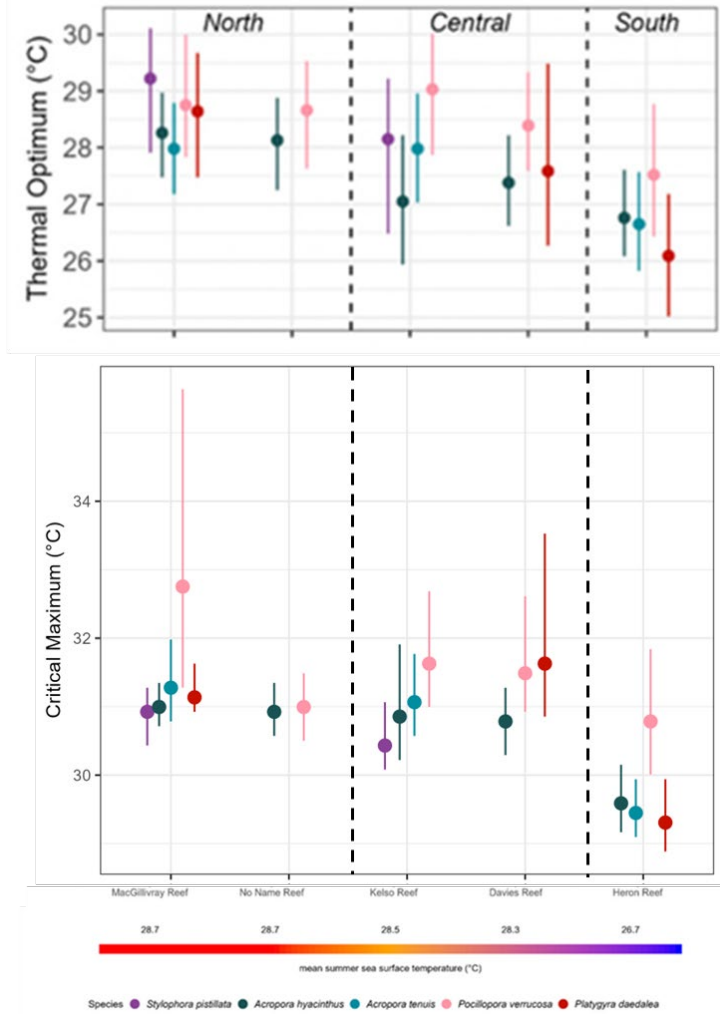 North Central South
Thermal Optimum (°C)
30
29
28
27
26
25
Critical Maximum (°C)
34
32
30
MacGillivray Reef No Name Reef Kelso Reef Davies Reef Heron Reef
28.7 28.7 28.5 28.3 26.7
mean summer sea surface temperature (°C)
Species Stylophora pistillata Acropora hyacinthus Acropora tenuis Pocillopora verrucosa Platygyra daedalea